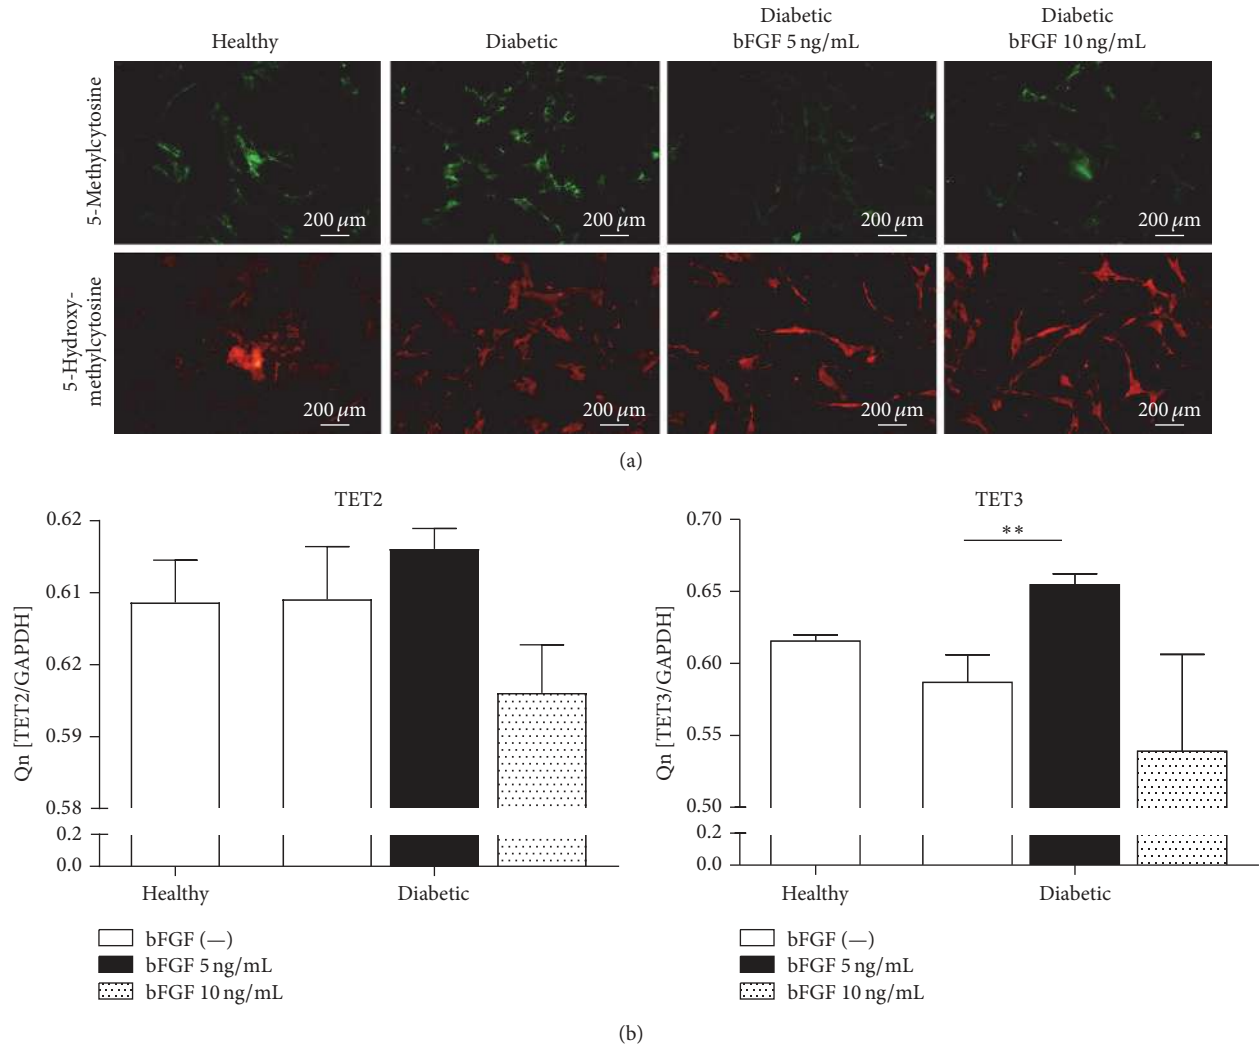 Healthy
Diabetic
Diabetic
bFGF 5 ng/mL
Diabetic
bFGF 10 ng/mL
5-Methylcytosine
200 μm
200 μm
200 μm
200 μm
5-Hydroxy-
methylcytosine
200 μm
200 μm
200 μm
200 μm
(a)
TET2
Qn [TET2/GAPDH]
0.62
0.61
0.62
0.59
0.58
0.2
0.0
Healthy
Diabetic
bFGF (—)
bFGF 5 ng/mL
bFGF 10 ng/mL
TET3
Qn [TET3/GAPDH]
0.70
0.65
0.60
0.55
0.50
0.2
0.0
**
Healthy
Diabetic
bFGF (—)
bFGF 5 ng/mL
bFGF 10 ng/mL
(b)